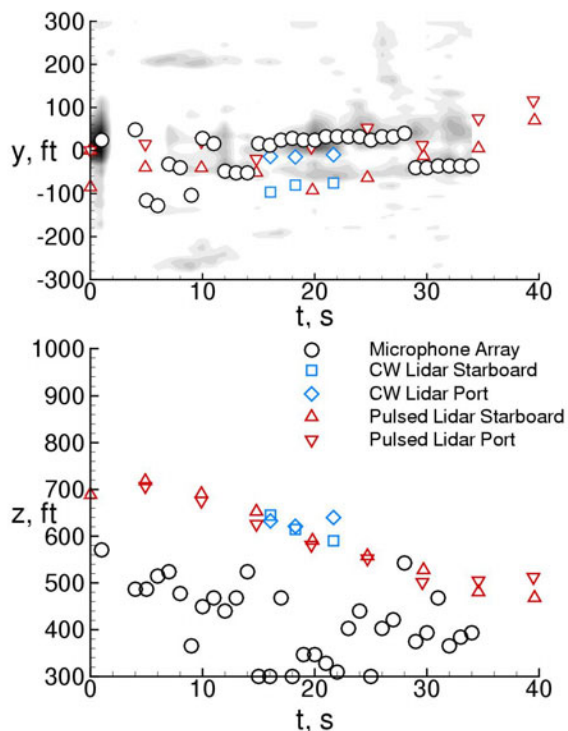 300
200
100
y, ft
0
-100
-200
-300
0 10 20 30 40
t, s
1000
900
800
700
z, ft
600
500
400
300
Microphone Array
CW Lidar Starboard
CW Lidar Port
Pulsed Lidar Starboard
Pulsed Lidar Port
0 10 20 30 40
t, s